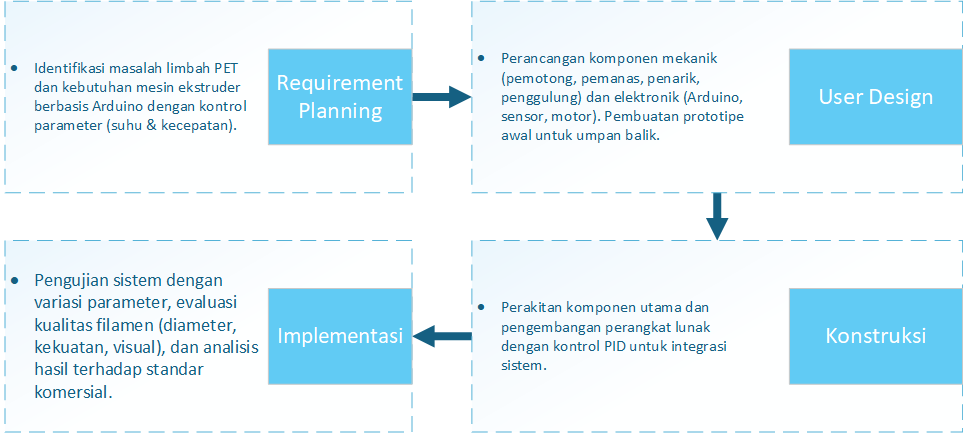 • Identifikasi masalah limbah PET
dan kebutuhan mesin ekstruder
berbasis Arduino dengan kontrol
parameter (suhu & kecepatan).
Requirement
Planning
• Perancangan komponen mekanik
(pemotong, pemanas, penarik,
penggulung) dan elektronik (Arduino,
sensor, motor). Pembuatan prototipe
awal untuk umpan balik.
User Design
• Perakitan komponen utama dan
pengembangan perangkat lunak
dengan kontrol PID untuk integrasi
sistem.
Konstruksi
• Pengujian sistem dengan
variasi parameter, evaluasi
kualitas filamen (diameter,
kekuatan, visual), dan analisis
hasil terhadap standar
komersial.
Implementasi